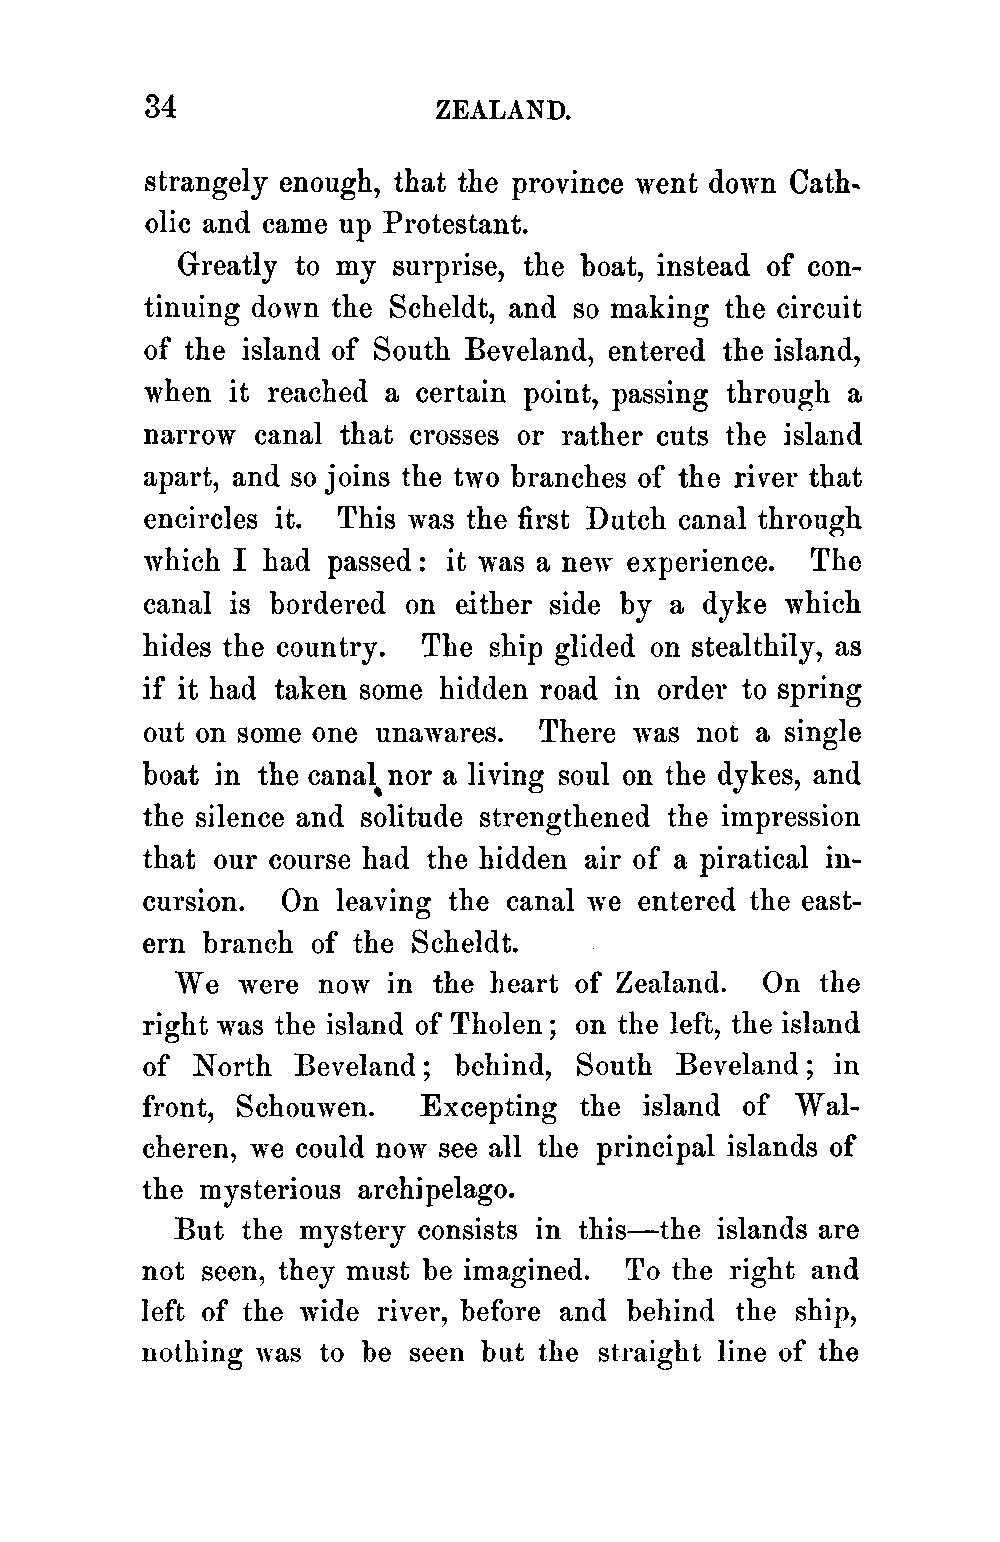 34 ZEALAND.
strangely enough, that the province went down Cath-
olic and came up Protestant.
Greatly to my surprise, the boat, instead of con-
tinuing down the Scheldt, and so making the circuit
of the island of South Beveland, entered the island,
when it reached a certain point, passing through a
narrow canal that crosses or rather cuts the island
apart, and so joins the two branches of the river that
encircles it. This was the first Dutch canal through
which I had passed: it was a new experience. The
canal is bordered on either side by a dyke which
hides the country. The ship glided on stealthily, as
if it had taken some hidden road in order to spring
out on some one unawares. There was not a single
boat in the canal nor a living soul on the dykes, and
the silence and solitude strengthened the impression
that our course had the hidden air of a piratical in-
cursion. On leaving the canal we entered the east-
ern branch of the Scheldt.
We were now in the heart of Zealand. On the
right was the island of Tholen; on the left, the island
of North Beveland; behind, South Beveland; in
front, Schouwen. Excepting the island of Wal-
cheren, we could now see all the principal islands of
the mysterious archipelago.
But the mystery consists in this—the islands are
not seen, they must be imagined. To the right and
left of the wide river, before and behind the ship,
nothing was to be seen but the straight line of the